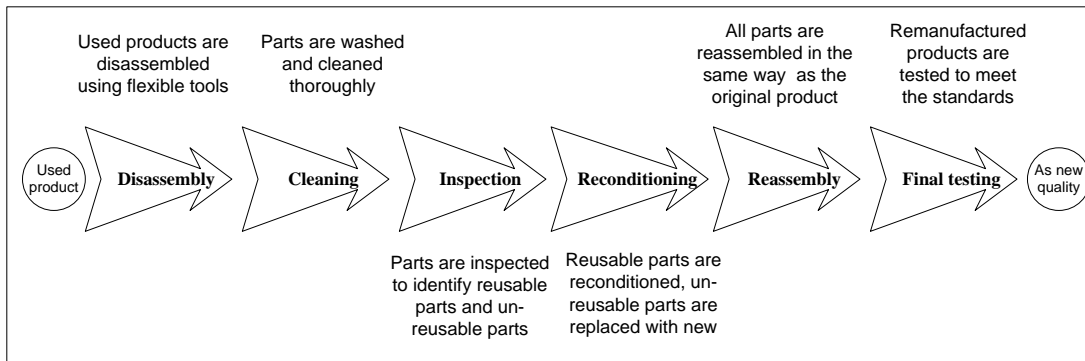 Used products are
disassembled
using flexible tools
Parts are washed
and cleaned
thoroughly
All parts are
reassembled in the
same way as the
original product
Remanufactured
products are
tested to meet
the standards
Used
product
Disassembly
Cleaning
Inspection
Reconditioning
Reassembly
Final testing
As new
quality
Parts are inspected
to identify reusable
parts and un-
reusable parts
Reusable parts are
reconditioned, un-
reusable parts are
replaced with new